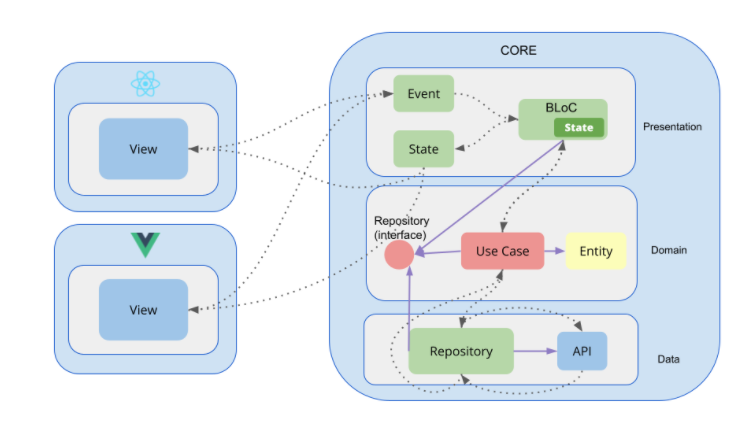 CORE
Event
BLoC
State
Presentation
View
State
Repository
(interface)
Use Case
Entity
Domain
View
Repository
API
Data